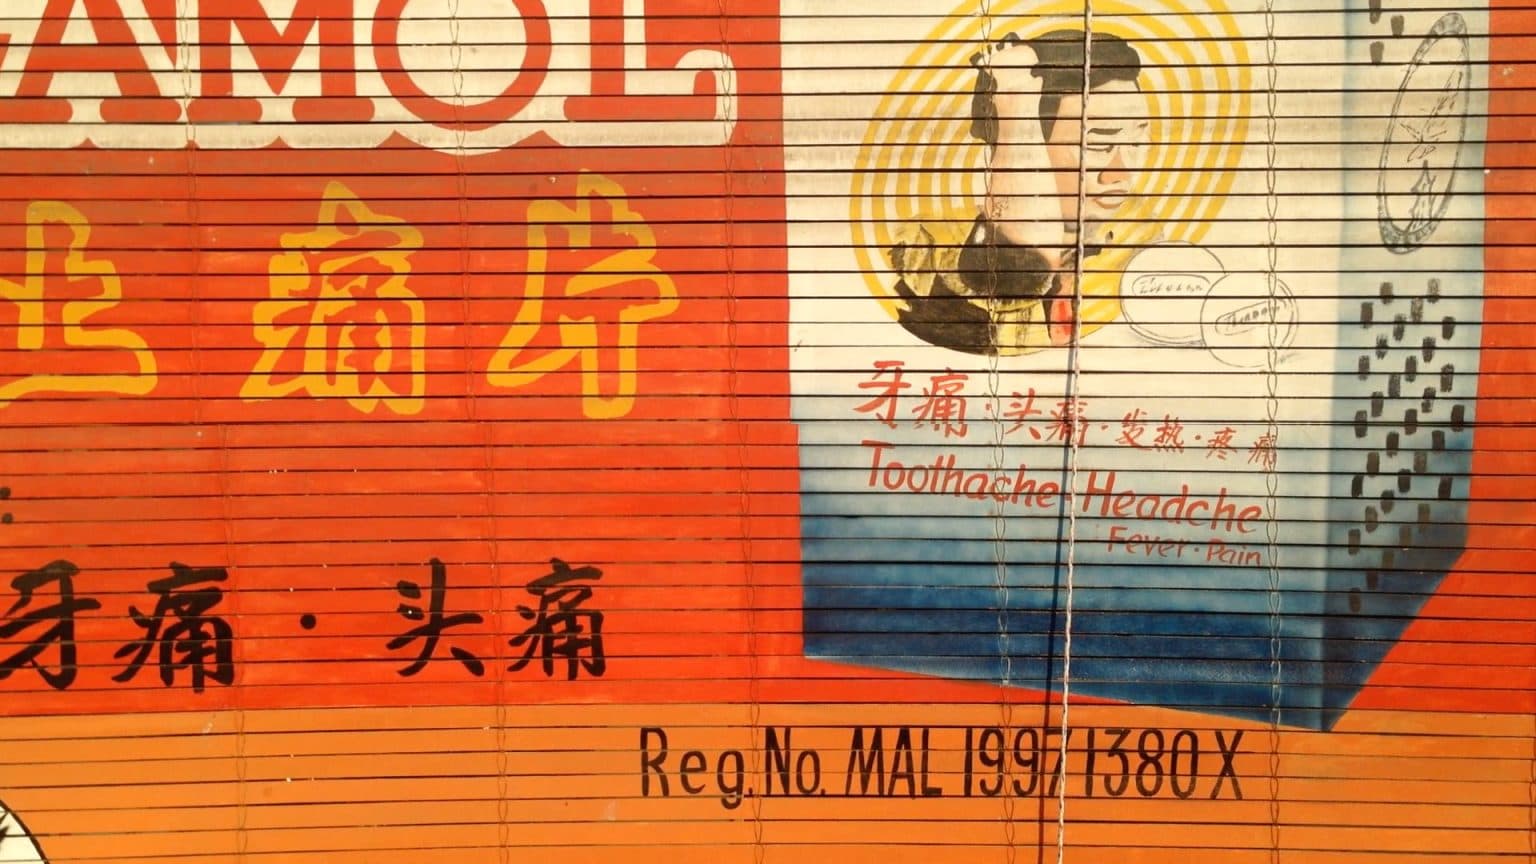 AMOL
止痛片
牙痛·头痛·发热·疼痛
Toothache·Headche
Fever·Pain
牙痛·头痛
Reg.No. MAL 19971380X